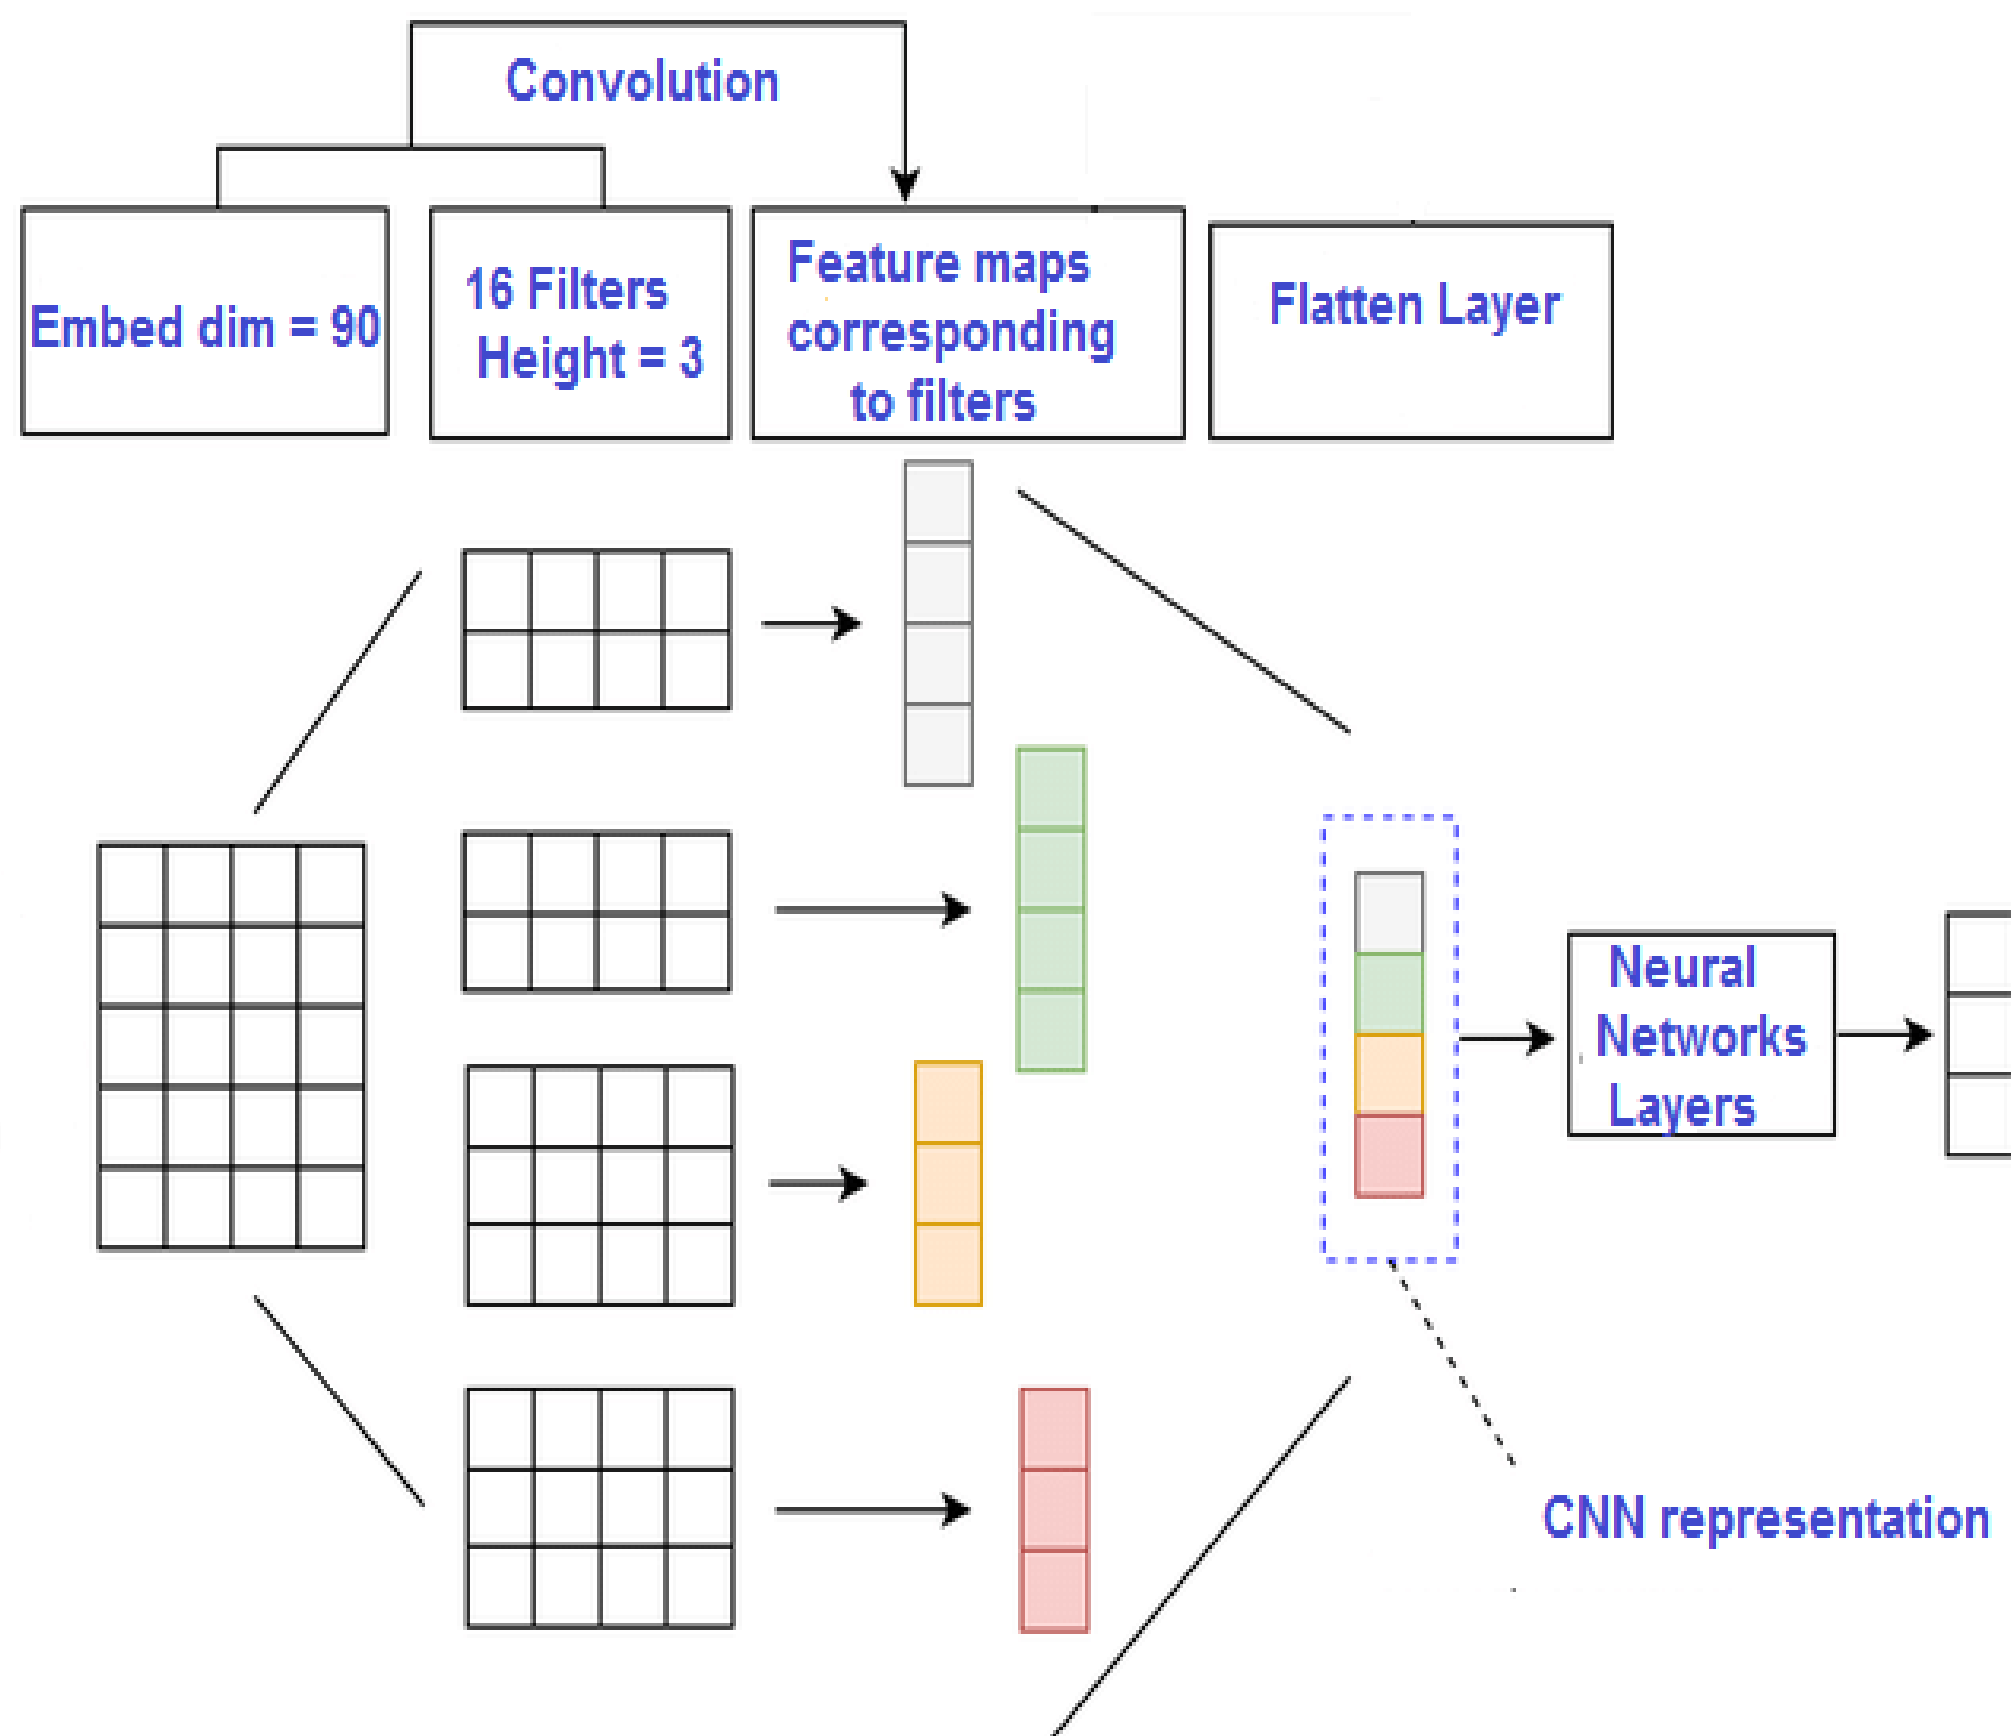 Convolution
Embed dim = 90
16 Filters
Height = 3
Feature maps
corresponding
to filters
Flatten Layer
Neural
Networks
Layers
CNN representation